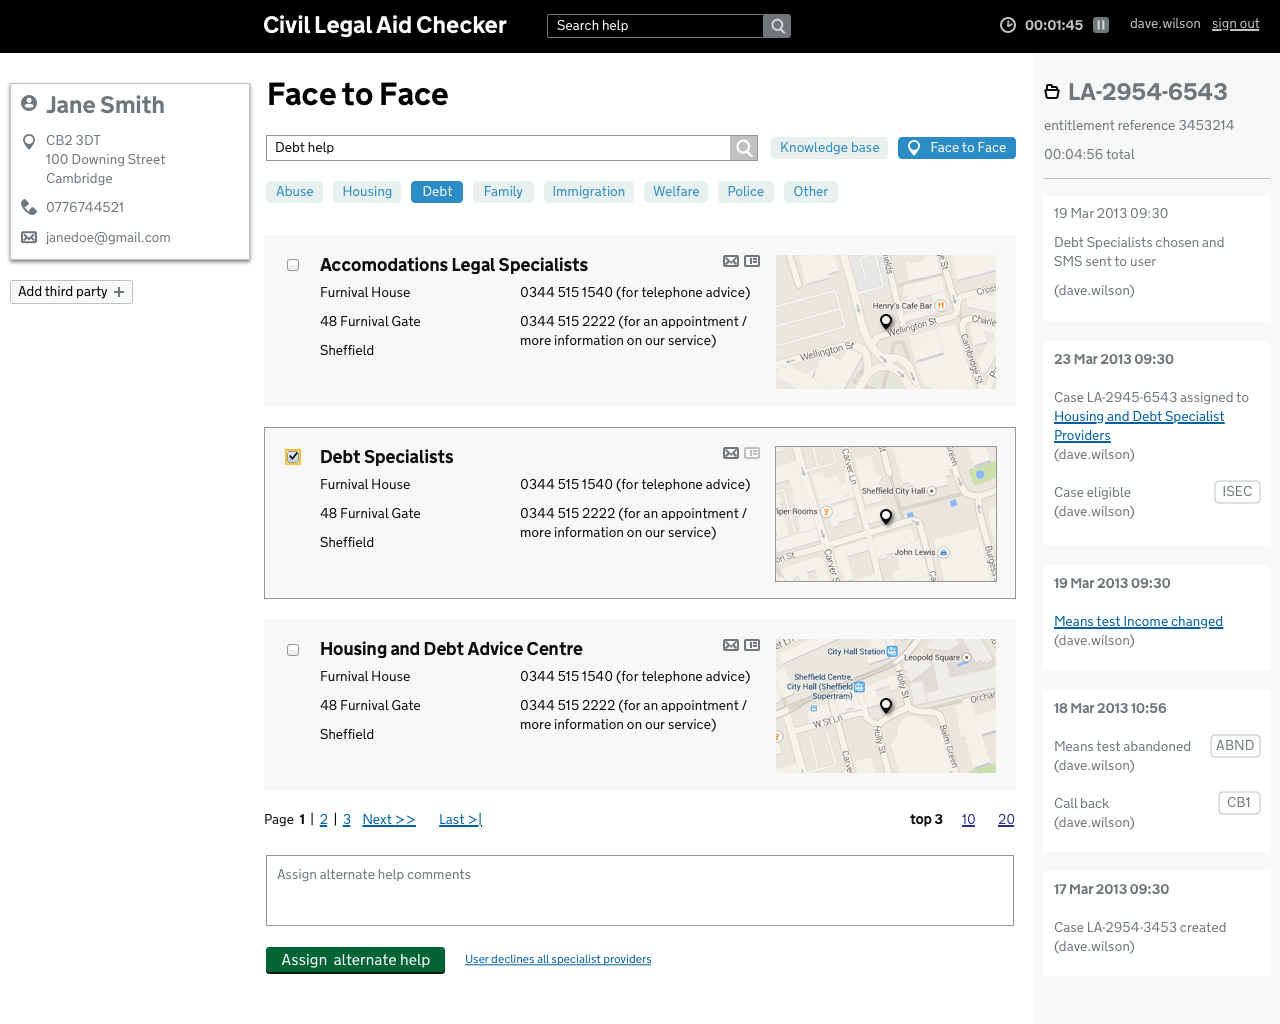 Civil Legal Aid Checker
Search help
00:01:45
dave.wilson sign out
Jane Smith
CB2 3DT
100 Downing Street
Cambridge
0776744521
janedoe@gmail.com
Add third party
Face to Face
Debt help
Knowledge base
Face to Face
Abuse
Housing
Debt
Family
Immigration
Welfare
Police
Other
Accomodations Legal Specialists
Furnival House
48 Furnival Gate
Sheffield
0344 515 1540 (for telephone advice)
0344 515 2222 (for an appointment /
more information on our service)
Henry's Cafe Bar
Wellington St
Wellington St
Cambridge St
Debt Specialists
Furnival House
48 Furnival Gate
Sheffield
0344 515 1540 (for telephone advice)
0344 515 2222 (for an appointment /
more information on our service)
Carver Ln
Sheffield City Hall
John Lewis
Housing and Debt Advice Centre
Furnival House
48 Furnival Gate
Sheffield
0344 515 1540 (for telephone advice)
0344 515 2222 (for an appointment /
more information on our service)
City Hall Station
Leopold Square
Sheffield Centre,
City Hall (Sheffield
Supertram)
Holly St
W St Ln
Holly St
Balm Green
Page 1 | 2 | 3 Next >> Last >|
top 3 10 20
Assign alternate help comments
Assign alternate help
User declines all specialist providers
LA-2954-6543
entitlement reference 3453214
00:04:56 total
19 Mar 2013 09:30
Debt Specialists chosen and
SMS sent to user
(dave.wilson)
23 Mar 2013 09:30
Case LA-2945-6543 assigned to
Housing and Debt Specialist
Providers
(dave.wilson)
Case eligible
ISEC
(dave.wilson)
19 Mar 2013 09:30
Means test Income changed
(dave.wilson)
18 Mar 2013 10:56
Means test abandoned
ABND
(dave.wilson)
Call back
CB1
(dave.wilson)
17 Mar 2013 09:30
Case LA-2954-3453 created
(dave.wilson)